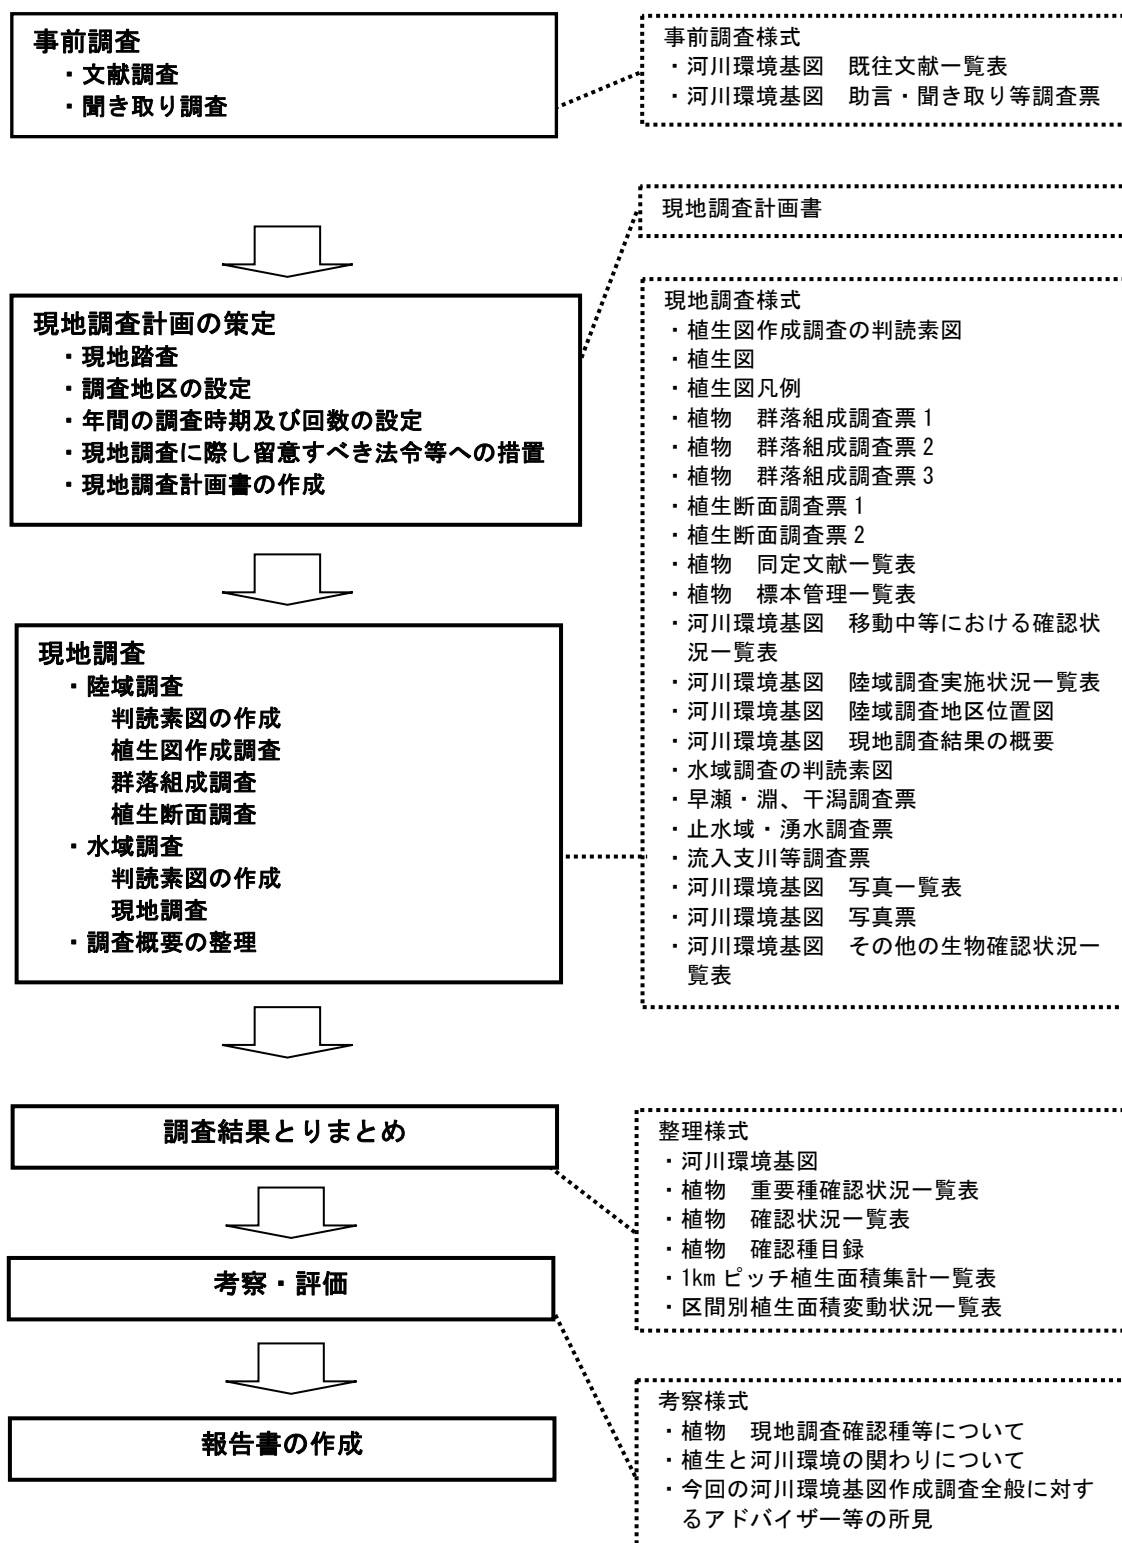 事前調査
・文献調査
・聞き取り調査
事前調査様式
・河川環境基図　既往文献一覧表
・河川環境基図　助言・聞き取り等調査票
現地調査計画書
現地調査計画の策定
・現地踏査
・調査地区の設定
・年間の調査時期及び回数の設定
・現地調査に際し留意すべき法令等への措置
・現地調査計画書の作成
現地調査様式
・植生図作成調査の判読素図
・植生図
・植生図凡例
・植物　群落組成調査票1
・植物　群落組成調査票2
・植物　群落組成調査票3
・植生断面調査票1
・植生断面調査票2
・植物　同定文献一覧表
・植物　標本管理一覧表
・河川環境基図　移動中等における確認状
況一覧表
・河川環境基図　陸域調査実施状況一覧表
・河川環境基図　陸域調査地区位置図
・河川環境基図　現地調査結果の概要
・水域調査の判読素図
・早瀬・淵、干潟調査票
・止水域・湧水調査票
・流入支川等調査票
・河川環境基図　写真一覧表
・河川環境基図　写真票
・河川環境基図　その他の生物確認状況一
覧表
現地調査
・陸域調査
判読素図の作成
植生図作成調査
群落組成調査
植生断面調査
・水域調査
判読素図の作成
現地調査
・調査概要の整理
調査結果とりまとめ
整理様式
・河川環境基図
・植物　重要種確認状況一覧表
・植物　確認状況一覧表
・植物　確認種目録
・1kmピッチ植生面積集計一覧表
・区間別植生面積変動状況一覧表
考察・評価
考察様式
・植物　現地調査確認種等について
・植生と河川環境の関わりについて
・今回の河川環境基図作成調査全般に対す
るアドバイザー等の所見
報告書の作成